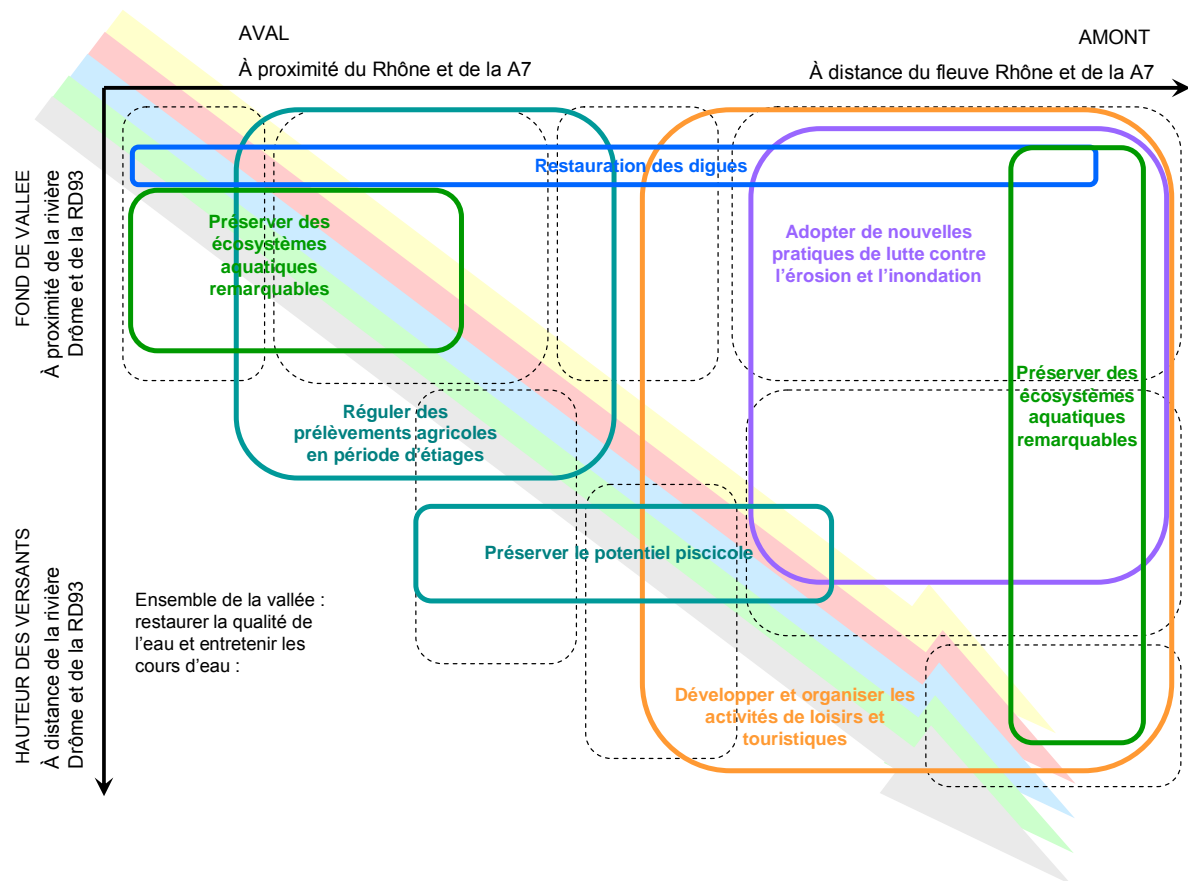 AVAL
À proximité du Rhône et de la A7
AMONT
À distance du fleuve Rhône et de la A7
FOND DE VALLEE
À proximité de la rivière
Drôme et de la RD93
HAUTEUR DES VERSANTS
À distance de la rivière
Drôme et de la RD93
Restauration des digues
Préserver des
écosystèmes
aquatiques
remarquables
Adopter de nouvelles
pratiques de lutte contre
l'érosion et l'inondation
Préserver des
écosystèmes
aquatiques
remarquables
Réguler des
prélèvements agricoles
en période d'étiages
Préserver le potentiel piscicole
Ensemble de la vallée :
restaurer la qualité de
l'eau et entretenir les
cours d'eau :
Développer et organiser les
activités de loisirs et
touristiques